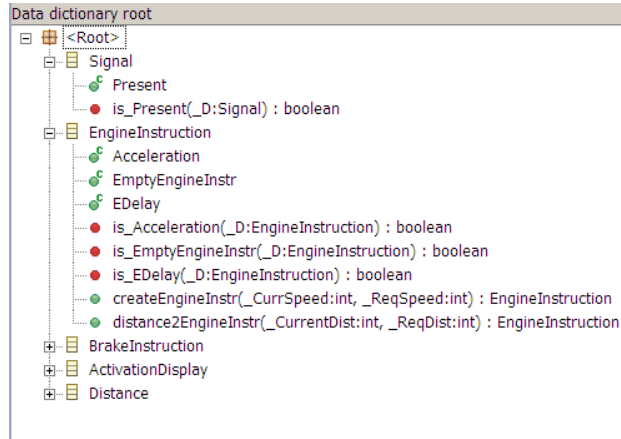 Data dictionary root
<Root>
Signal
Present
is_Present(_D:Signal) : boolean
EngineInstruction
Acceleration
EmptyEngineInstr
EDelay
is_Acceleration(_D:EngineInstruction) : boolean
is_EmptyEngineInstr(_D:EngineInstruction) : boolean
is_EDelay(_D:EngineInstruction) : boolean
createEngineInstr(_CurrSpeed:int, _ReqSpeed:int) : EngineInstruction
distance2EngineInstr(_CurrentDist:int, _ReqDist:int) : EngineInstruction
BrakeInstruction
ActivationDisplay
Distance